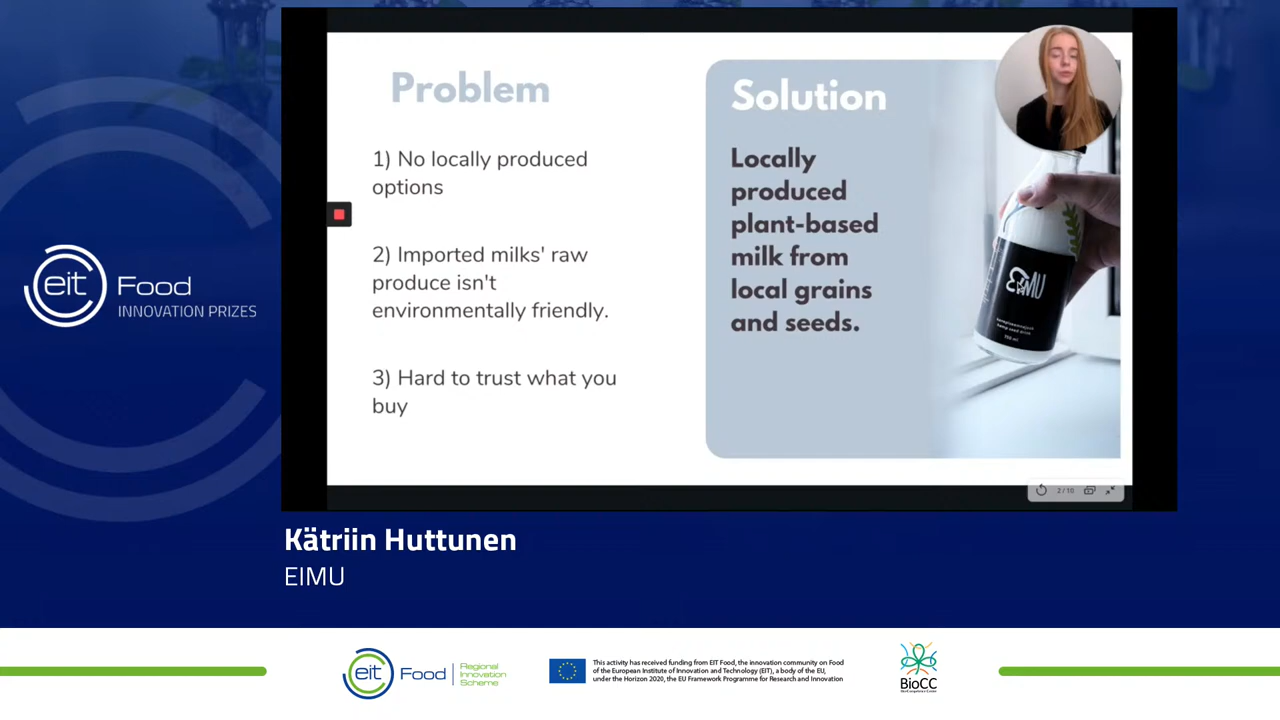 Problem
1) No locally produced
options
2) Imported milks' raw
produce isn't
environmentally friendly.
3) Hard to trust what you
buy
Solution
Locally
produced
plant-based
milk from
local grains
and seeds.
EIMU
750 ml
2/10
eit Food
INNOVATION PRIZES
Kätriin Huttunen
EIMU
eit Food
Regional
Innovation
Scheme
This activity has received funding from EIT Food, the innovation community on Food
of the European Institute of Innovation and Technology (EIT), a body of the EU,
under the Horizon 2020, the EU Framework Programme for Research and Innovation
BioCC